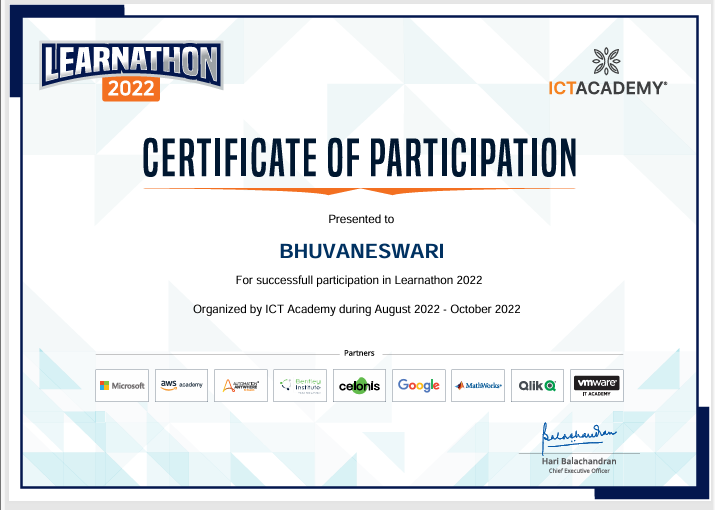 LEARNATHON
2022
ICTACADEMY®
CERTIFICATE OF PARTICIPATION
Presented to
BHUVANESWARI
For successfull participation in Learnathon 2022
Organized by ICT Academy during August 2022 - October 2022
Partners
Microsoft
aws academy
AUTOMATION ANYWHERE
Bentley Institute
celonis
Google
MathWorks®
Qlik
vmware®
IT ACADEMY
Balachandran
Hari Balachandran
Chief Executive Officer